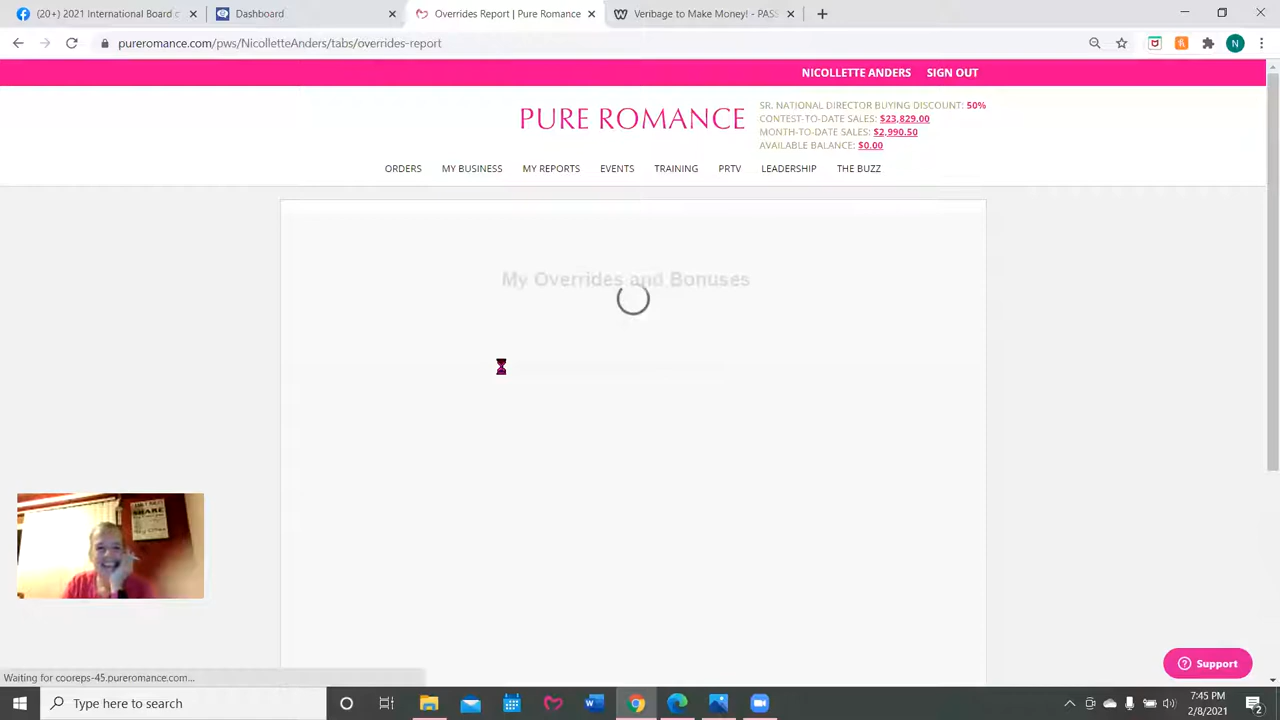 (20+) 2021 International Board c
Dashboard
Overrides Report | Pure Romance
Veribage to Make Money! - PASS
pureromance.com/pws/NicolletteAnders/tabs/overrides-report
N
NICOLLETTE ANDERS SIGN OUT
PURE ROMANCE
SR. NATIONAL DIRECTOR BUYING DISCOUNT: 50%
CONTEST-TO-DATE SALES: $23,829.00
MONTH-TO-DATE SALES: $2,990.50
AVAILABLE BALANCE: $0.00
ORDERS MY BUSINESS MY REPORTS EVENTS TRAINING PRTV LEADERSHIP THE BUZZ
My Overrides and Bonuses
SHARE
Support
Waiting for cooreps-45.pureromance.com...
Type here to search
7:45 PM
2/8/2021
2